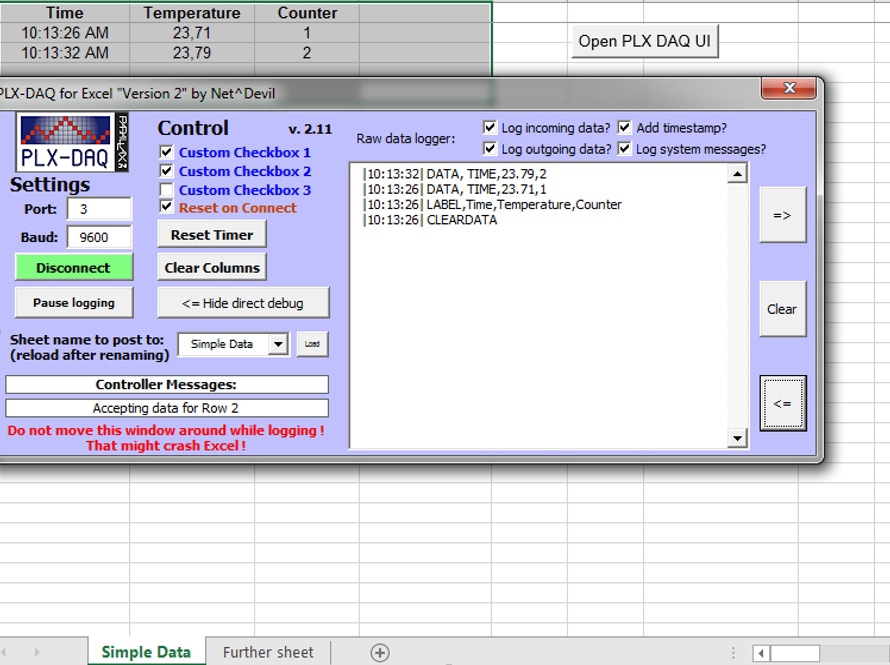 Time Temperature Counter
10:13:26 AM 23,71 1
10:13:32 AM 23,79 2
Open PLX DAQ UI
PLX-DAQ for Excel "Version 2" by Net^Devil
PLX-DAQ
PARALLAX
Control v. 2.11
Custom Checkbox 1
Custom Checkbox 2
Custom Checkbox 3
Reset on Connect
Settings
Port: 3
Baud: 9600
Reset Timer
Disconnect
Clear Columns
Pause logging
<= Hide direct debug
Sheet name to post to:
(reload after renaming)
Simple Data
Load
Controller Messages:
Accepting data for Row 2
Do not move this window around while logging !
That might crash Excel !
Raw data logger:
Log incoming data? Add timestamp?
Log outgoing data? Log system messages?
|10:13:32| DATA, TIME,23.79,2
|10:13:26| DATA, TIME,23.71,1
|10:13:26| LABEL,Time,Temperature,Counter
|10:13:26| CLEARDATA
=>
Clear
<=
Simple Data Further sheet